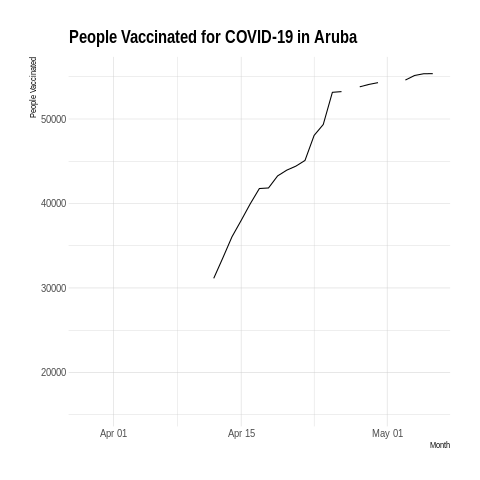 People Vaccinated for COVID-19 in Aruba
People Vaccinated
50000
40000
30000
20000
Apr 01
Apr 15
May 01
Month